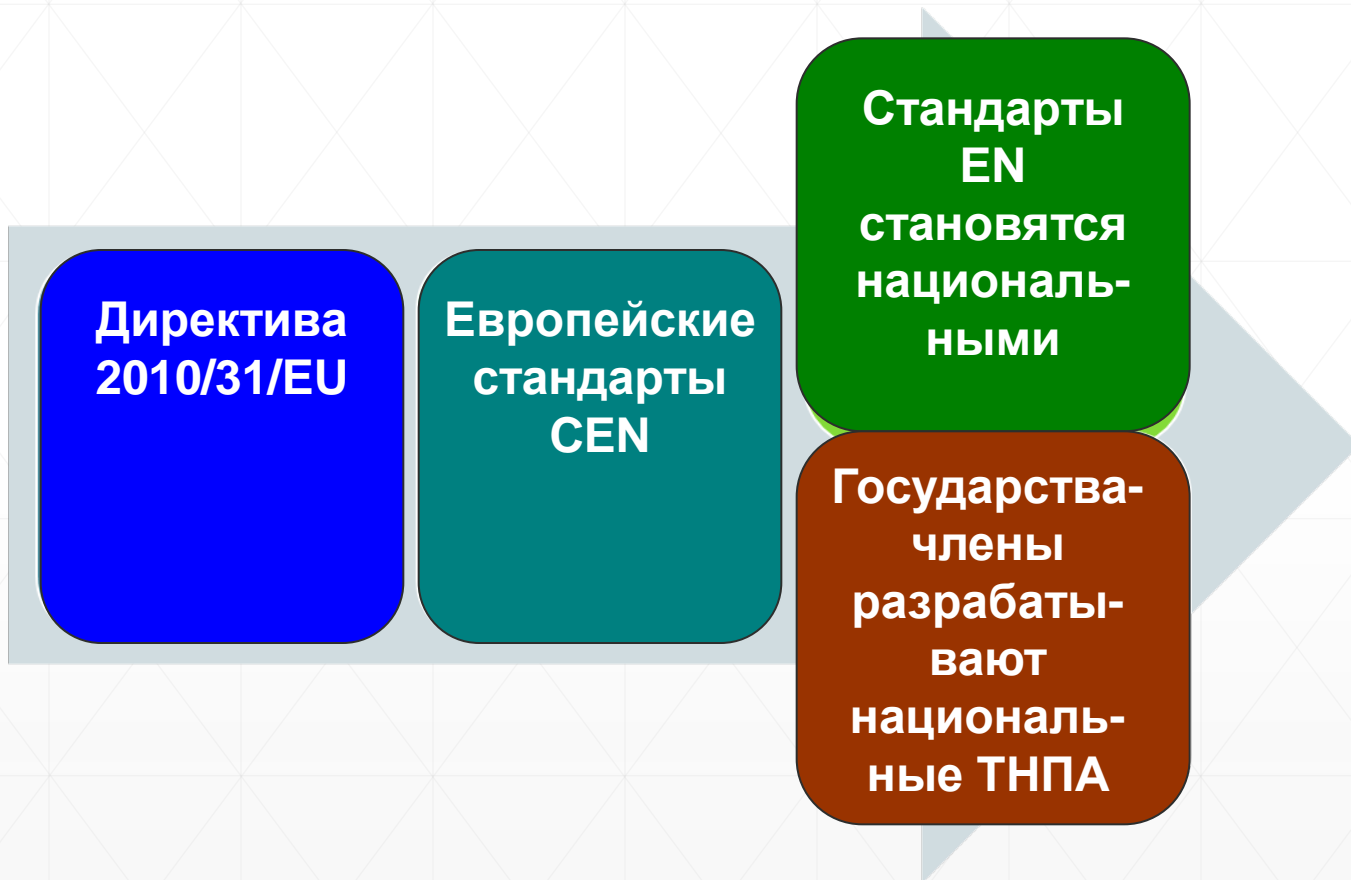 Директива
2010/31/EU
Европейские
стандарты
CEN
Стандарты
EN
становятся
националь-
ными
Государства-
члены
разрабаты-
вают
националь-
ные ТНПА